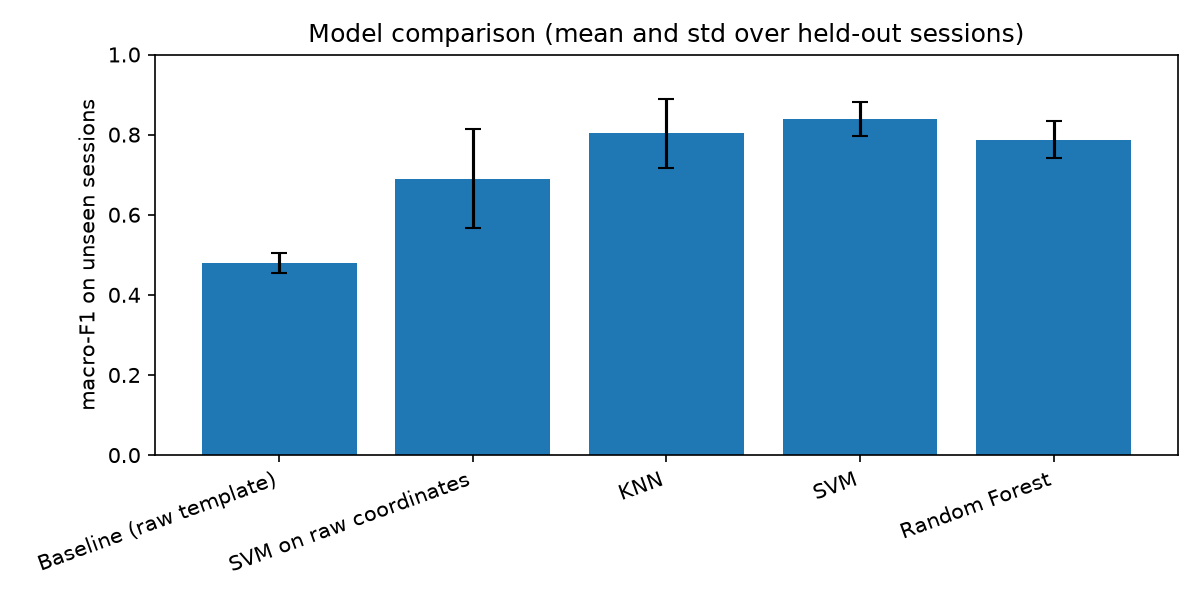 Model comparison (mean and std over held-out sessions)
macro-F1 on unseen sessions
1.0
0.8
0.6
0.4
0.2
0.0
Baseline (raw template)
SVM on raw coordinates
KNN
SVM
Random Forest